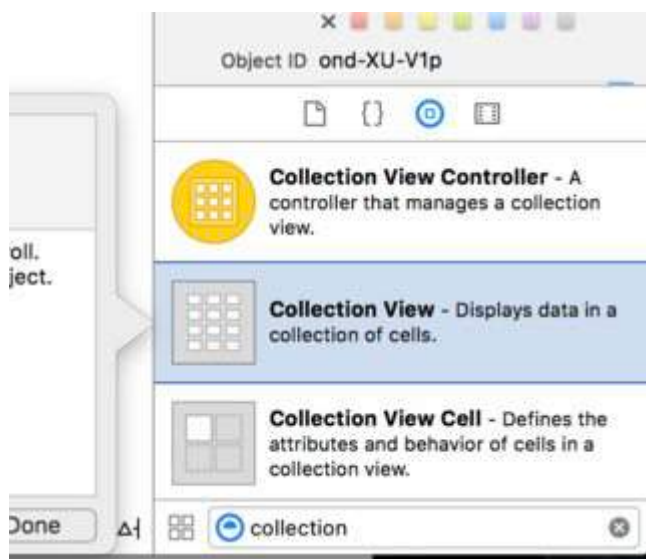 Object ID ond-XU-V1p
Collection View Controller - A
controller that manages a collection
view.
oll.
ject.
Collection View - Displays data in a
collection of cells.
Collection View Cell - Defines the
attributes and behavior of cells in a
collection view.
Done
collection